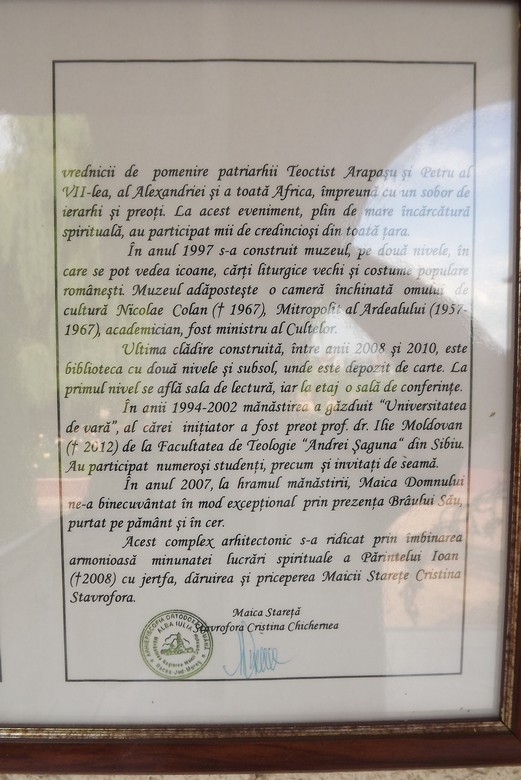 vrednicii de pomenire patriarhii Teoctist Arapașu și Petru al
VII-lea, al Alexandriei și a toată Africa, împreună cu un sobor de
ierarhi și preoți. La acest eveniment, plin de mare încărcătură
spirituală, au participat mii de credincioși din toată țara.
În anul 1997 s-a construit muzeul, pe două nivele, în
care se pot vedea icoane, cărți liturgice vechi și costume populare
românești. Muzeul adăpostește o cameră închinată omului de
cultură Nicolae Colan († 1967), Mitropolit al Ardealului (1957-
1967), academician, fost ministru al Cultelor.
Ultima clădire construită, între anii 2008 și 2010, este
biblioteca cu două nivele și subsol, unde este depozit de carte. La
primul nivel se află sala de lectură, iar la etaj o sală de conferințe.
În anii 1994-2002 mănăstirea a găzduit "Universitatea
de vară", al cărei inițiator a fost preot prof. dr. Ilie Moldovan
(† 2012) de la Facultatea de Teologie "Andrei Șaguna" din Sibiu.
Au participat numeroși studenți, precum și invitați de seamă.
În anul 2007, la hramul mănăstirii, Maica Domnului
ne-a binecuvântat în mod excepțional prin prezența Brâului Său,
purtat pe pământ și în cer.
Acest complex arhitectonic s-a ridicat prin îmbinarea
armonioasă minunatei lucrări spirituale a Părintelui Ioan
(†2008) cu jertfa, dăruirea și priceperea Maicii Starețe Cristina
Stavrofora.
Maica Stareță
Stavrofora Cristina Chichernea
ALBA IULIA